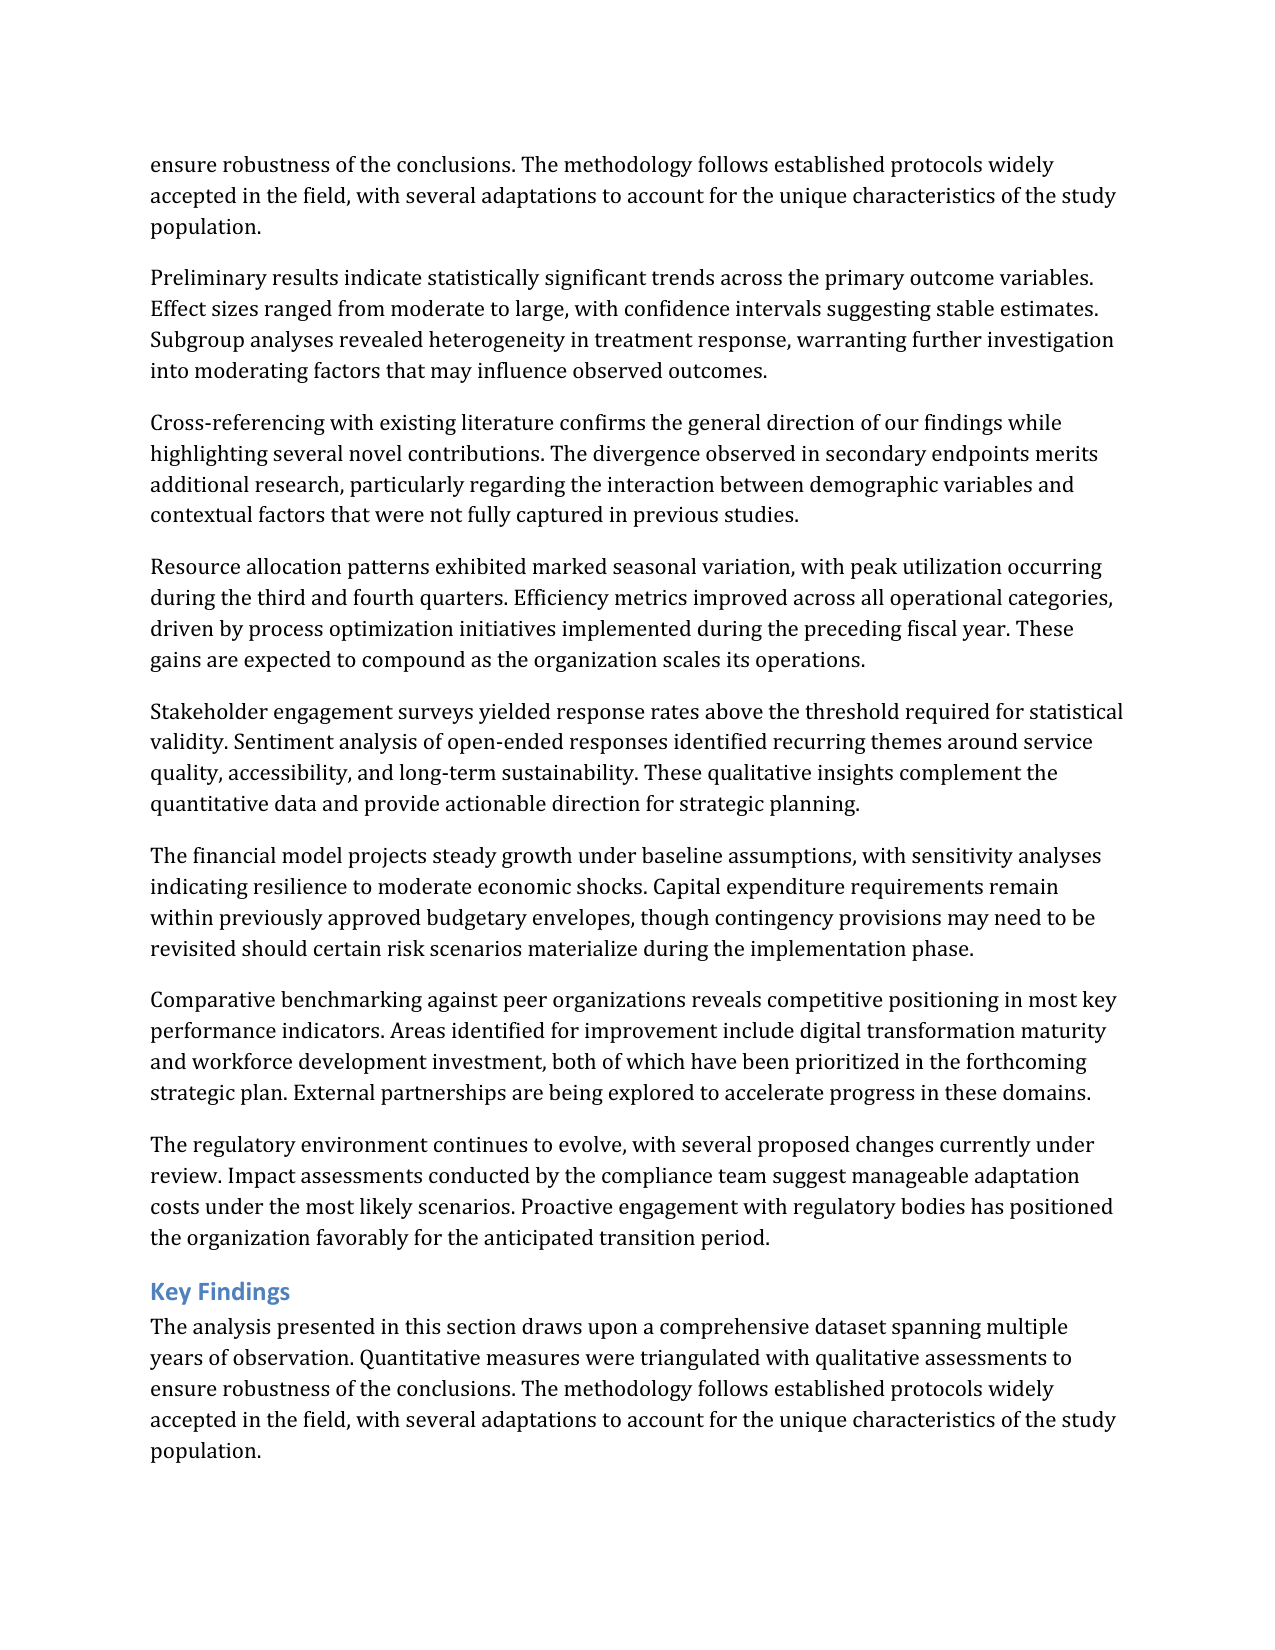 ensure robustness of the conclusions. The methodology follows established protocols widely
accepted in the field, with several adaptations to account for the unique characteristics of the study
population.
Preliminary results indicate statistically significant trends across the primary outcome variables.
Effect sizes ranged from moderate to large, with confidence intervals suggesting stable estimates.
Subgroup analyses revealed heterogeneity in treatment response, warranting further investigation
into moderating factors that may influence observed outcomes.
Cross-referencing with existing literature confirms the general direction of our findings while
highlighting several novel contributions. The divergence observed in secondary endpoints merits
additional research, particularly regarding the interaction between demographic variables and
contextual factors that were not fully captured in previous studies.
Resource allocation patterns exhibited marked seasonal variation, with peak utilization occurring
during the third and fourth quarters. Efficiency metrics improved across all operational categories,
driven by process optimization initiatives implemented during the preceding fiscal year. These
gains are expected to compound as the organization scales its operations.
Stakeholder engagement surveys yielded response rates above the threshold required for statistical
validity. Sentiment analysis of open-ended responses identified recurring themes around service
quality, accessibility, and long-term sustainability. These qualitative insights complement the
quantitative data and provide actionable direction for strategic planning.
The financial model projects steady growth under baseline assumptions, with sensitivity analyses
indicating resilience to moderate economic shocks. Capital expenditure requirements remain
within previously approved budgetary envelopes, though contingency provisions may need to be
revisited should certain risk scenarios materialize during the implementation phase.
Comparative benchmarking against peer organizations reveals competitive positioning in most key
performance indicators. Areas identified for improvement include digital transformation maturity
and workforce development investment, both of which have been prioritized in the forthcoming
strategic plan. External partnerships are being explored to accelerate progress in these domains.
The regulatory environment continues to evolve, with several proposed changes currently under
review. Impact assessments conducted by the compliance team suggest manageable adaptation
costs under the most likely scenarios. Proactive engagement with regulatory bodies has positioned
the organization favorably for the anticipated transition period.
Key Findings
The analysis presented in this section draws upon a comprehensive dataset spanning multiple
years of observation. Quantitative measures were triangulated with qualitative assessments to
ensure robustness of the conclusions. The methodology follows established protocols widely
accepted in the field, with several adaptations to account for the unique characteristics of the study
population.